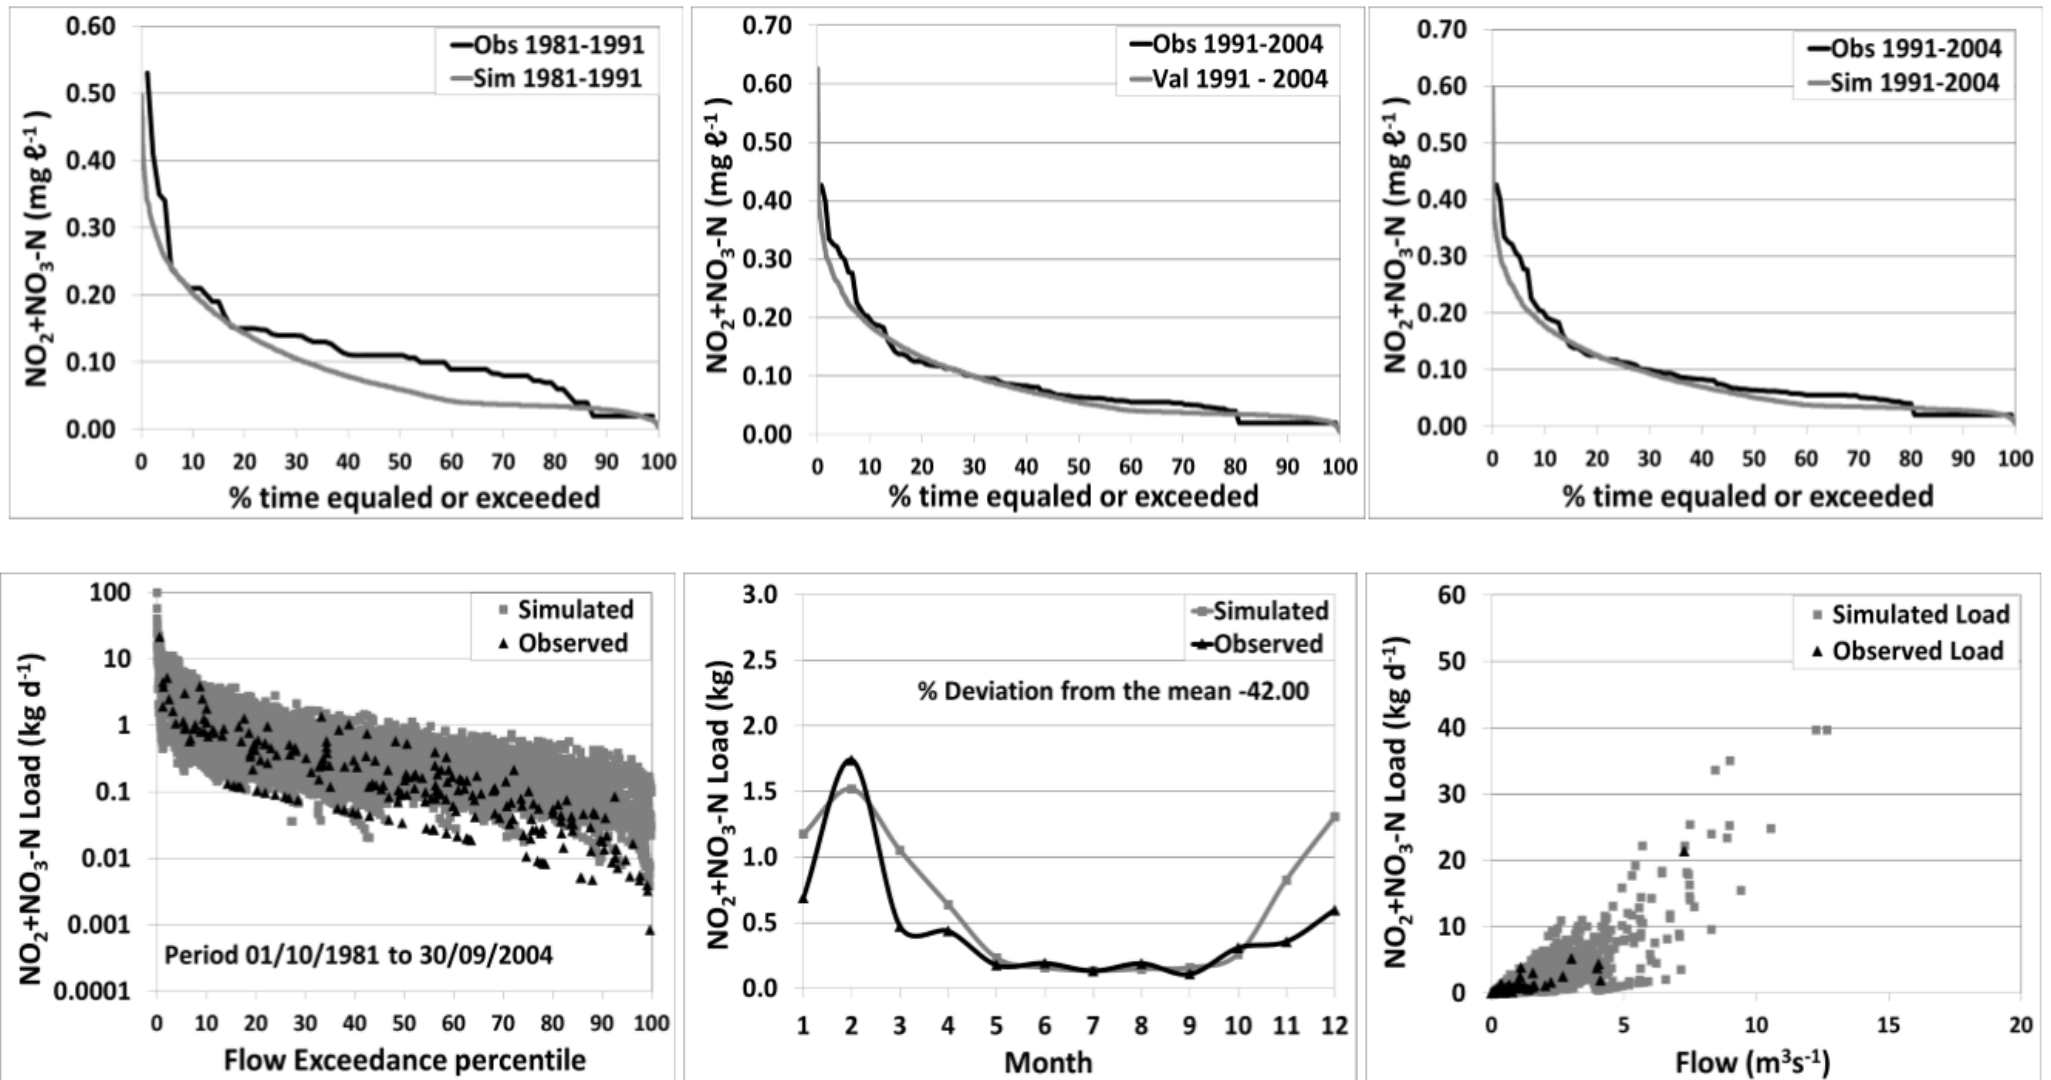 NO₂+NO₃-N (mg ℓ⁻¹ )
0.60
0.50
0.40
0.30
0.20
0.10
0.00
Obs 1981-1991
Sim 1981-1991
0 10 20 30 40 50 60 70 80 90 100
% time equaled or exceeded
NO₂+NO₃-N (mg ℓ⁻¹ )
0.70
0.60
0.50
0.40
0.30
0.20
0.10
0.00
Obs 1991-2004
Val 1991 - 2004
0 10 20 30 40 50 60 70 80 90 100
% time equaled or exceeded
NO₂+NO₃-N (mg ℓ⁻¹ )
0.70
0.60
0.50
0.40
0.30
0.20
0.10
0.00
Obs 1991-2004
Sim 1991-2004
0 10 20 30 40 50 60 70 80 90 100
% time equaled or exceeded
NO₂+NO₃-N Load (kg d⁻¹)
100
10
1
0.1
0.01
0.001
0.0001
Simulated
Observed
Period 01/10/1981 to 30/09/2004
0 10 20 30 40 50 60 70 80 90 100
Flow Exceedance percentile
NO₂+NO₃-N Load (kg)
3.0
2.5
2.0
1.5
1.0
0.5
0.0
Simulated
Observed
% Deviation from the mean -42.00
1 2 3 4 5 6 7 8 9 10 11 12
Month
NO₂+NO₃-N Load (kg d⁻¹)
60
50
40
30
20
10
0
Simulated Load
Observed Load
0 5 10 15 20
Flow (m³s⁻¹)